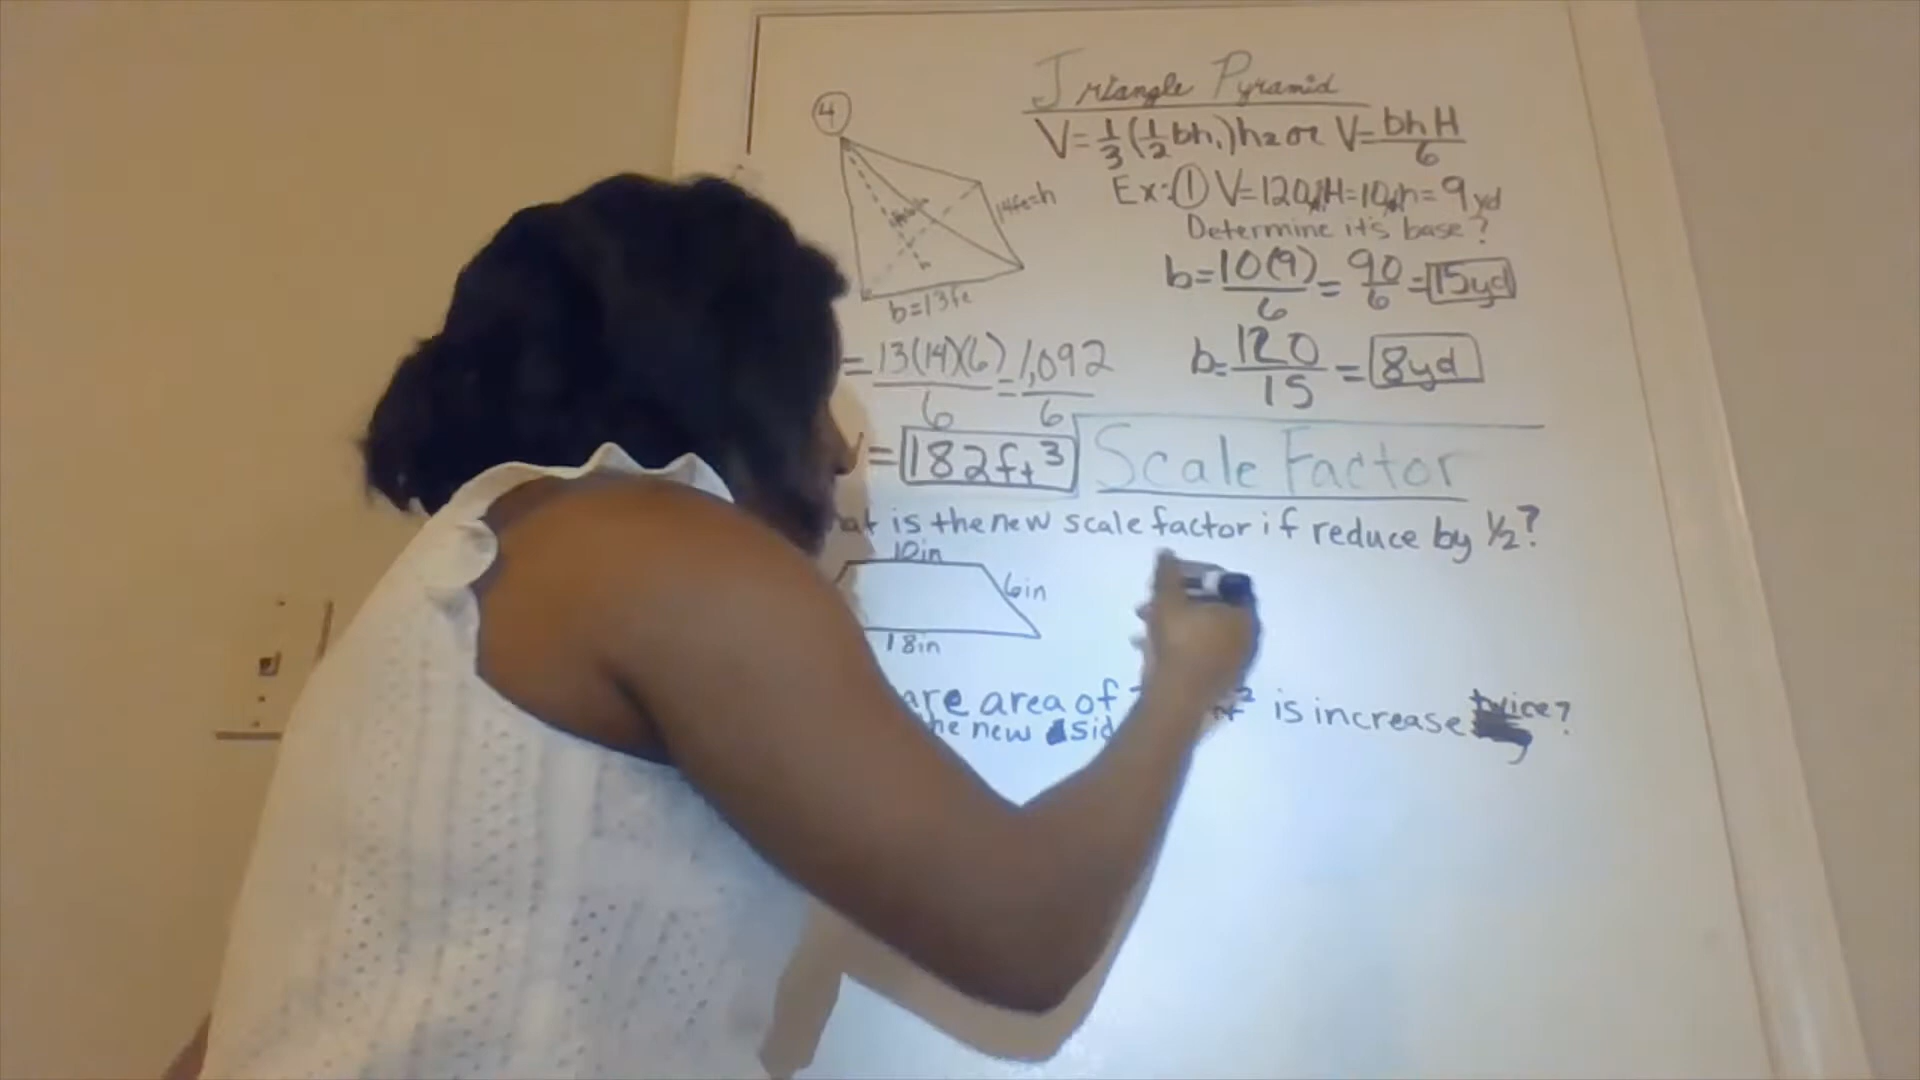 Triangle Pyramid
④
V=1/3(1/2bh₁)h₂ or V=bhH/6
Ex:① V=120, H=10, h=9yd
14ft=h
Determine it's base?
b=10(9)/6=90/6=15yd
b=13ft
=13(14)(6)/6=1,092/6
b=120/15=8yd
=182ft³
Scale Factor
is the new scale factor if reduce by 1/2?
10in
6in
18in
area of is increase twice?
new